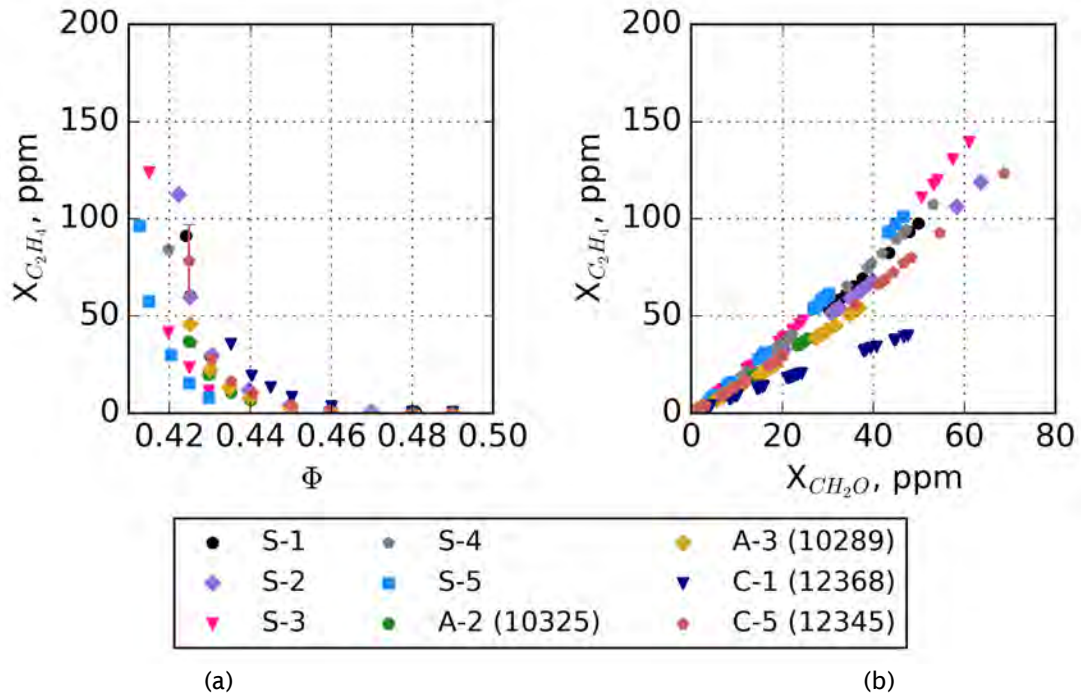 200
150
100
50
0
X_{C_2H_4}, ppm
0.42 0.44 0.46 0.48 0.50
Φ
200
150
100
50
0
X_{C_2H_4}, ppm
0 20 40 60 80
X_{CH_2O}, ppm
S-1 S-4 A-3 (10289)
S-2 S-5 C-1 (12368)
S-3 A-2 (10325) C-5 (12345)
(a) (b)